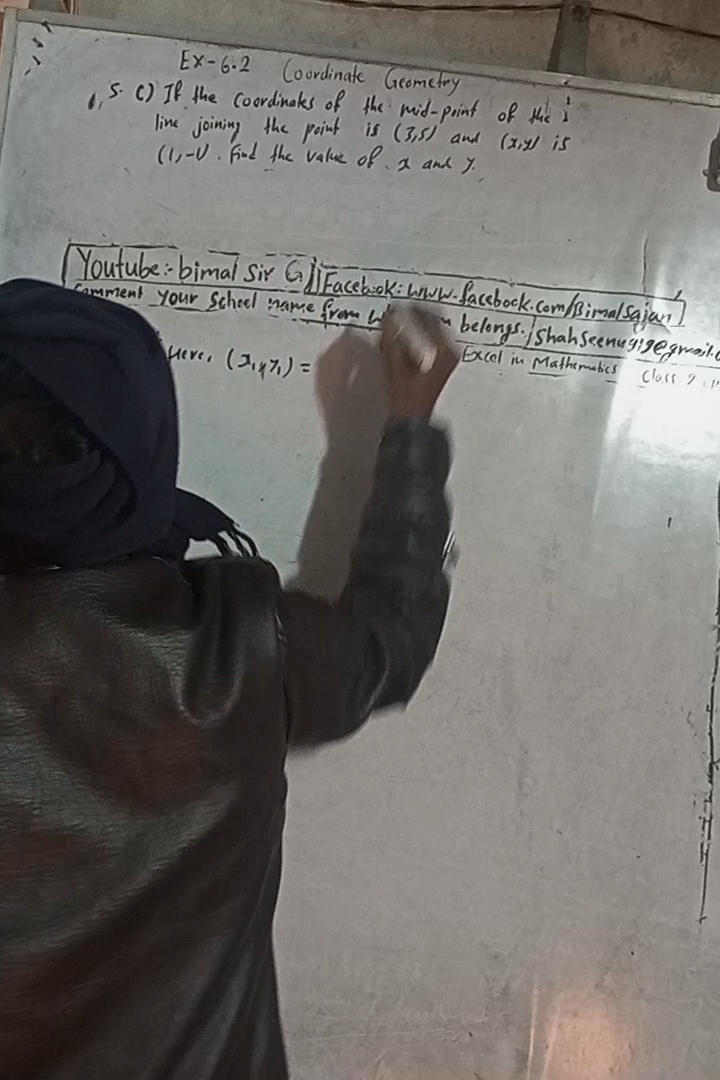 Ex-6.2 Coordinate Geometry
5. C) If the coordinates of the mid-point of the
line joining the point is (3,5) and (x,y) is
(1,-1). Find the value of x and y.
Youtube:- bimal Sir G || Facebook: www.facebook.com/Bimalsajan
Comment your School name from belongs. / Shahseenu919@gmail.c
Here, (x₁, y₁) =
Excel in Mathematics Class 9